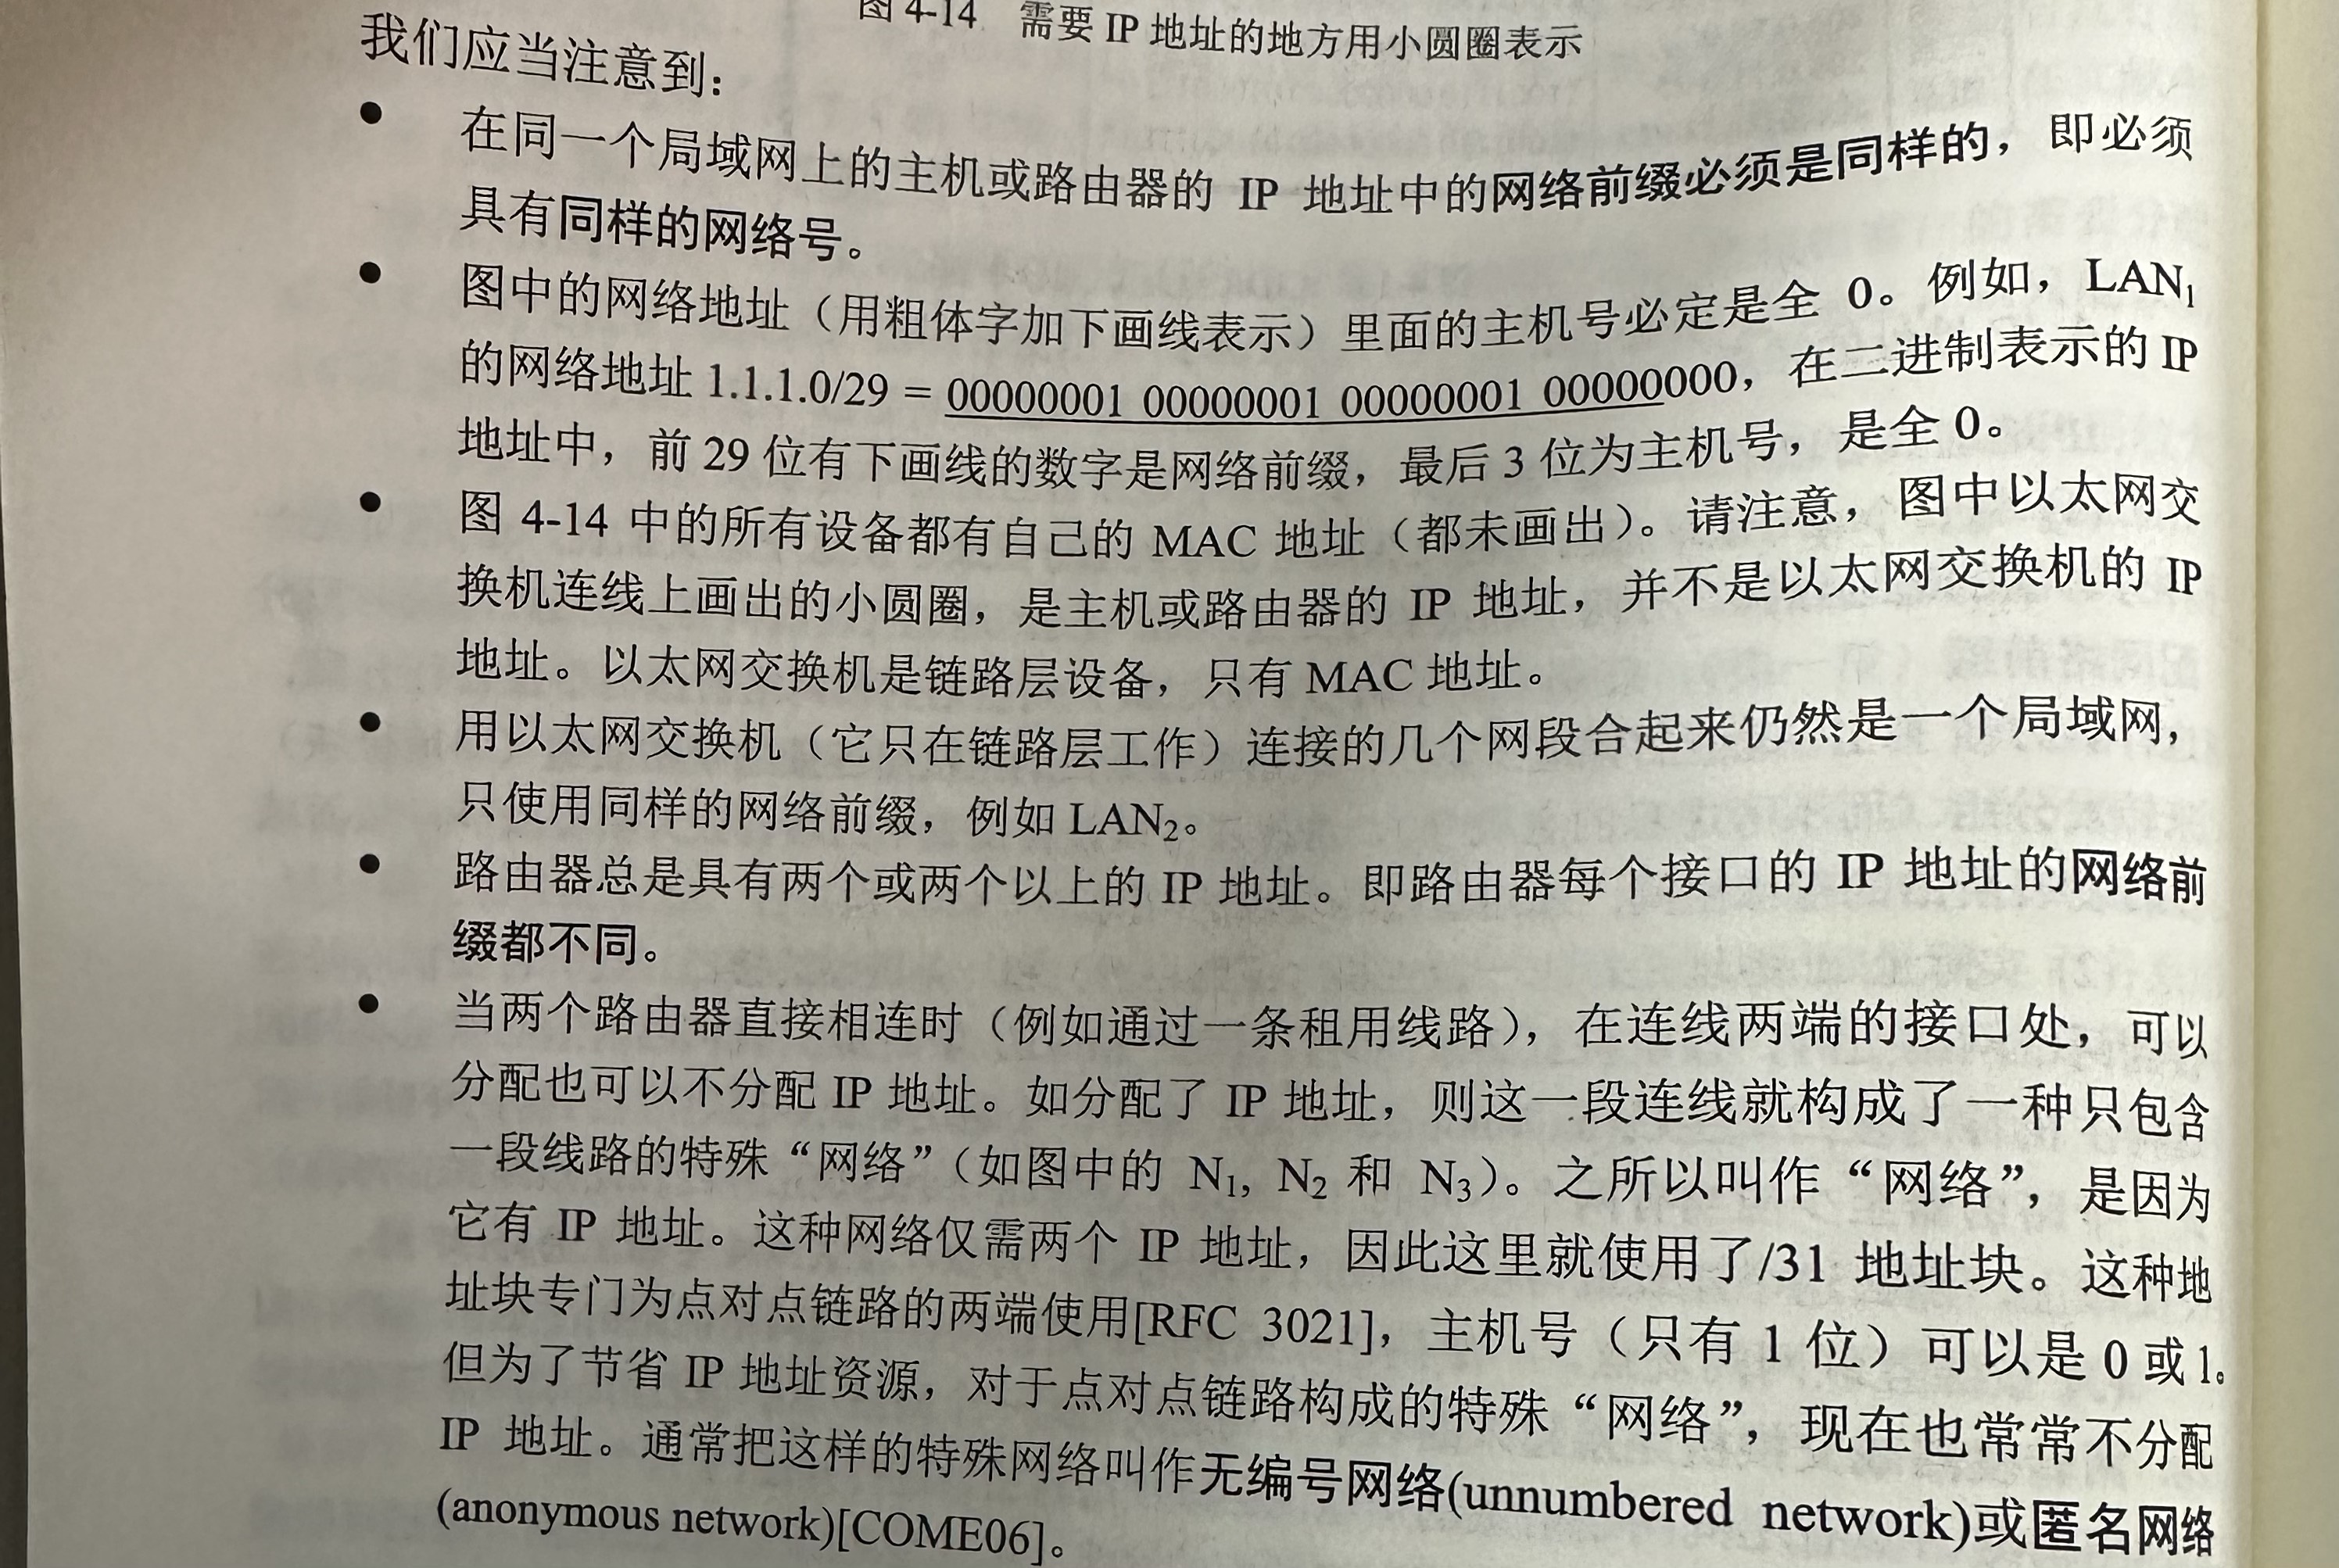 图 4-14 需要 IP 地址的地方用小圆圈表示
我们应当注意到：
● 在同一个局域网上的主机或路由器的 IP 地址中的网络前缀必须是同样的，即必须
具有同样的网络号。
● 图中的网络地址（用粗体字加下画线表示）里面的主机号必定是全 0。例如，LAN₁
的网络地址 1.1.1.0/29 = 00000001 00000001 00000001 00000000，在二进制表示的 IP
地址中，前 29 位有下画线的数字是网络前缀，最后 3 位为主机号，是全 0。
● 图 4-14 中的所有设备都有自己的 MAC 地址（都未画出）。请注意，图中以太网交
换机连线上画出的小圆圈，是主机或路由器的 IP 地址，并不是以太网交换机的 IP
地址。以太网交换机是链路层设备，只有 MAC 地址。
● 用以太网交换机（它只在链路层工作）连接的几个网段合起来仍然是一个局域网，
只使用同样的网络前缀，例如 LAN₂。
● 路由器总是具有两个或两个以上的 IP 地址。即路由器每个接口的 IP 地址的网络前
缀都不同。
● 当两个路由器直接相连时（例如通过一条租用线路），在连线两端的接口处，可以
分配也可以不分配 IP 地址。如分配了 IP 地址，则这一段连线就构成了一种只包含
一段线路的特殊“网络”（如图中的 N₁, N₂ 和 N₃）。之所以叫作“网络”，是因为
它有 IP 地址。这种网络仅需两个 IP 地址，因此这里就使用了/31 地址块。这种地
址块专门为点对点链路的两端使用[RFC 3021]，主机号（只有 1 位）可以是 0 或 1。
但为了节省 IP 地址资源，对于点对点链路构成的特殊“网络”，现在也常常不分配
IP 地址。通常把这样的特殊网络叫作无编号网络(unnumbered network)或匿名网络
(anonymous network)[COME06]。